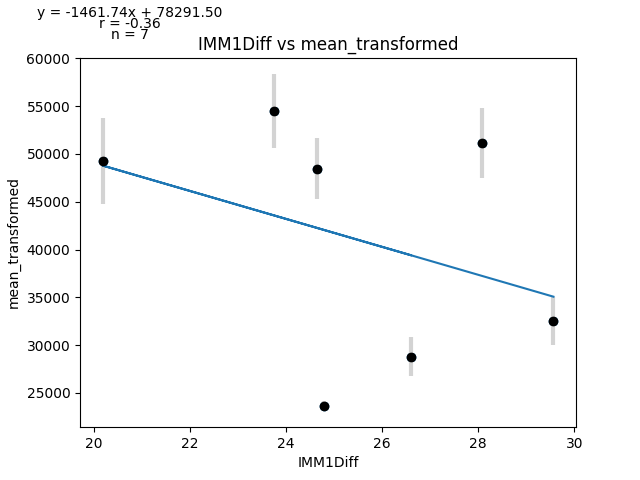 y = -1461.74x + 78291.50
r = -0.36
n = 7
IMM1Diff vs mean_transformed
60000
55000
50000
45000
40000
35000
30000
25000
mean_transformed
20 22 24 26 28 30
IMM1Diff